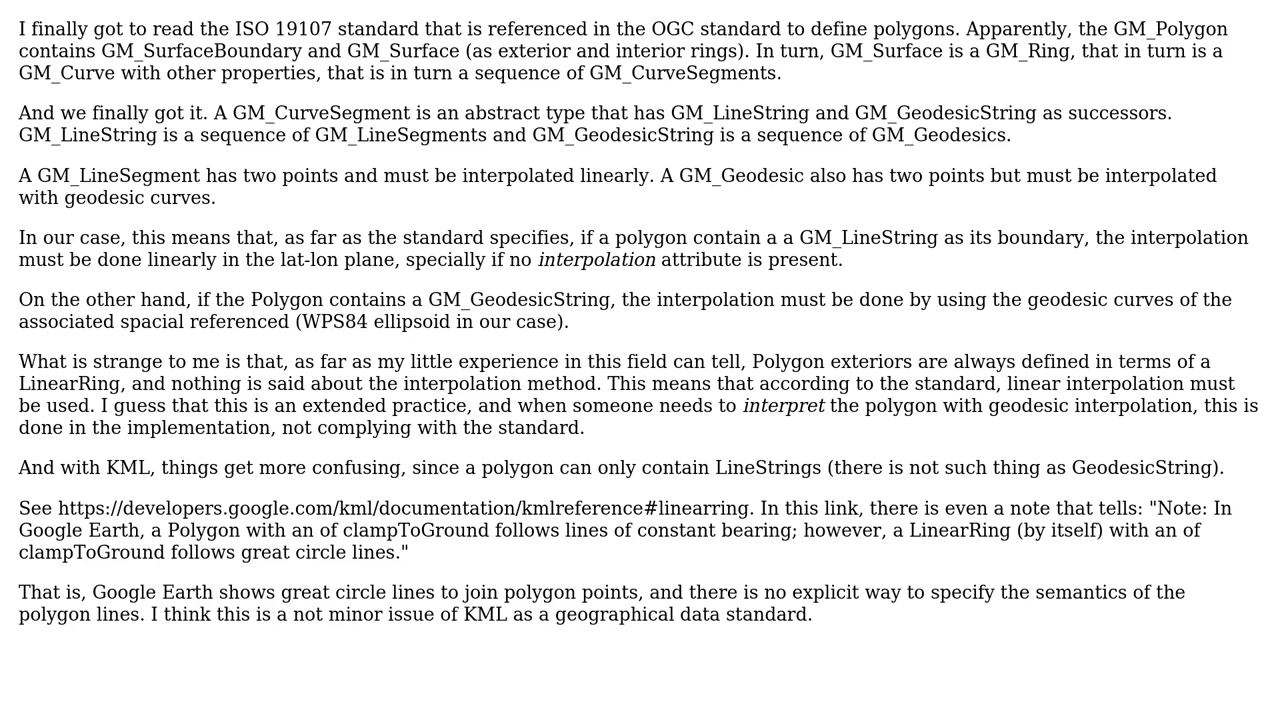 I finally got to read the ISO 19107 standard that is referenced in the OGC standard to define polygons. Apparently, the GM_Polygon
contains GM_SurfaceBoundary and GM_Surface (as exterior and interior rings). In turn, GM_Surface is a GM_Ring, that in turn is a
GM_Curve with other properties, that is in turn a sequence of GM_CurveSegments.
And we finally got it. A GM_CurveSegment is an abstract type that has GM_LineString and GM_GeodesicString as successors.
GM_LineString is a sequence of GM_LineSegments and GM_GeodesicString is a sequence of GM_Geodesics.
A GM_LineSegment has two points and must be interpolated linearly. A GM_Geodesic also has two points but must be interpolated
with geodesic curves.
In our case, this means that, as far as the standard specifies, if a polygon contain a a GM_LineString as its boundary, the interpolation
must be done linearly in the lat-lon plane, specially if no interpolation attribute is present.
On the other hand, if the Polygon contains a GM_GeodesicString, the interpolation must be done by using the geodesic curves of the
associated spacial referenced (WPS84 ellipsoid in our case).
What is strange to me is that, as far as my little experience in this field can tell, Polygon exteriors are always defined in terms of a
LinearRing, and nothing is said about the interpolation method. This means that according to the standard, linear interpolation must
be used. I guess that this is an extended practice, and when someone needs to interpret the polygon with geodesic interpolation, this is
done in the implementation, not complying with the standard.
And with KML, things get more confusing, since a polygon can only contain LineStrings (there is not such thing as GeodesicString).
See https://developers.google.com/kml/documentation/kmlreference#linearring. In this link, there is even a note that tells: "Note: In
Google Earth, a Polygon with an of clampToGround follows lines of constant bearing; however, a LinearRing (by itself) with an of
clampToGround follows great circle lines."
That is, Google Earth shows great circle lines to join polygon points, and there is no explicit way to specify the semantics of the
polygon lines. I think this is a not minor issue of KML as a geographical data standard.